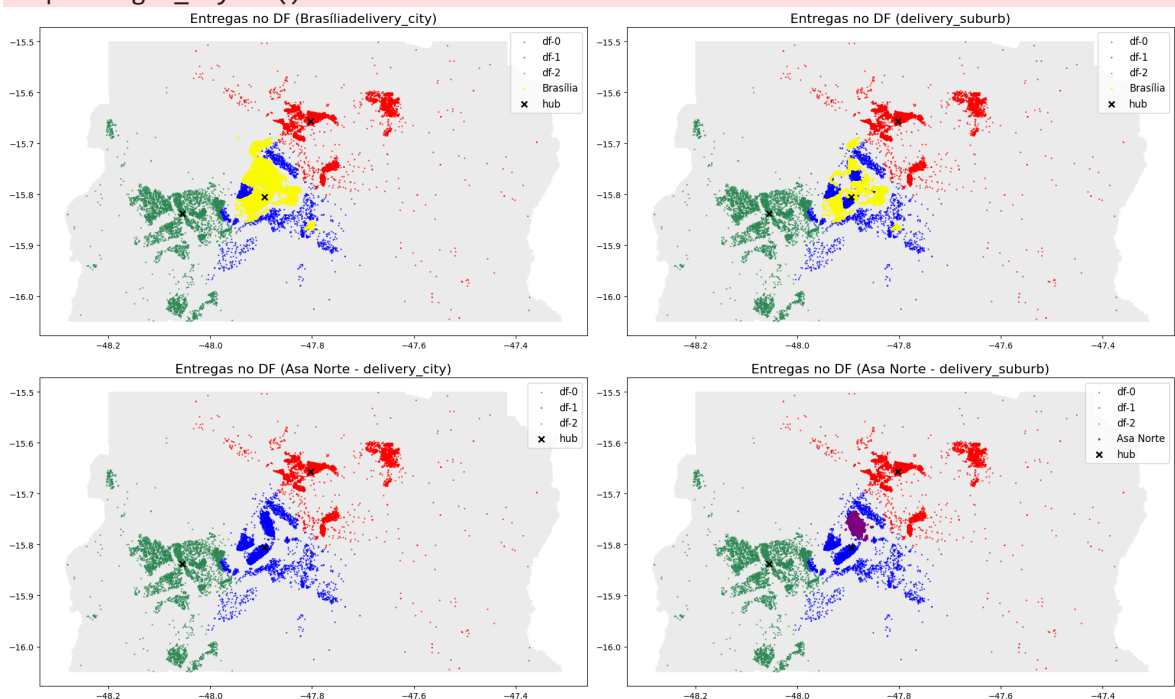 Entregas no DF (Brasíliadelivery_city)
Entregas no DF (delivery_suburb)
−15.5
−15.6
−15.7
−15.8
−15.9
−16.0
−48.2
−48.0
−47.8
−47.6
−47.4
df-0
df-1
df-2
Brasília
hub
−15.5
−15.6
−15.7
−15.8
−15.9
−16.0
−48.2
−48.0
−47.8
−47.6
−47.4
df-0
df-1
df-2
Brasília
hub
Entregas no DF (Asa Norte - delivery_city)
Entregas no DF (Asa Norte - delivery_suburb)
−15.5
−15.6
−15.7
−15.8
−15.9
−16.0
−48.2
−48.0
−47.8
−47.6
−47.4
df-0
df-1
df-2
hub
−15.5
−15.6
−15.7
−15.8
−15.9
−16.0
−48.2
−48.0
−47.8
−47.6
−47.4
df-0
df-1
df-2
Asa Norte
hub